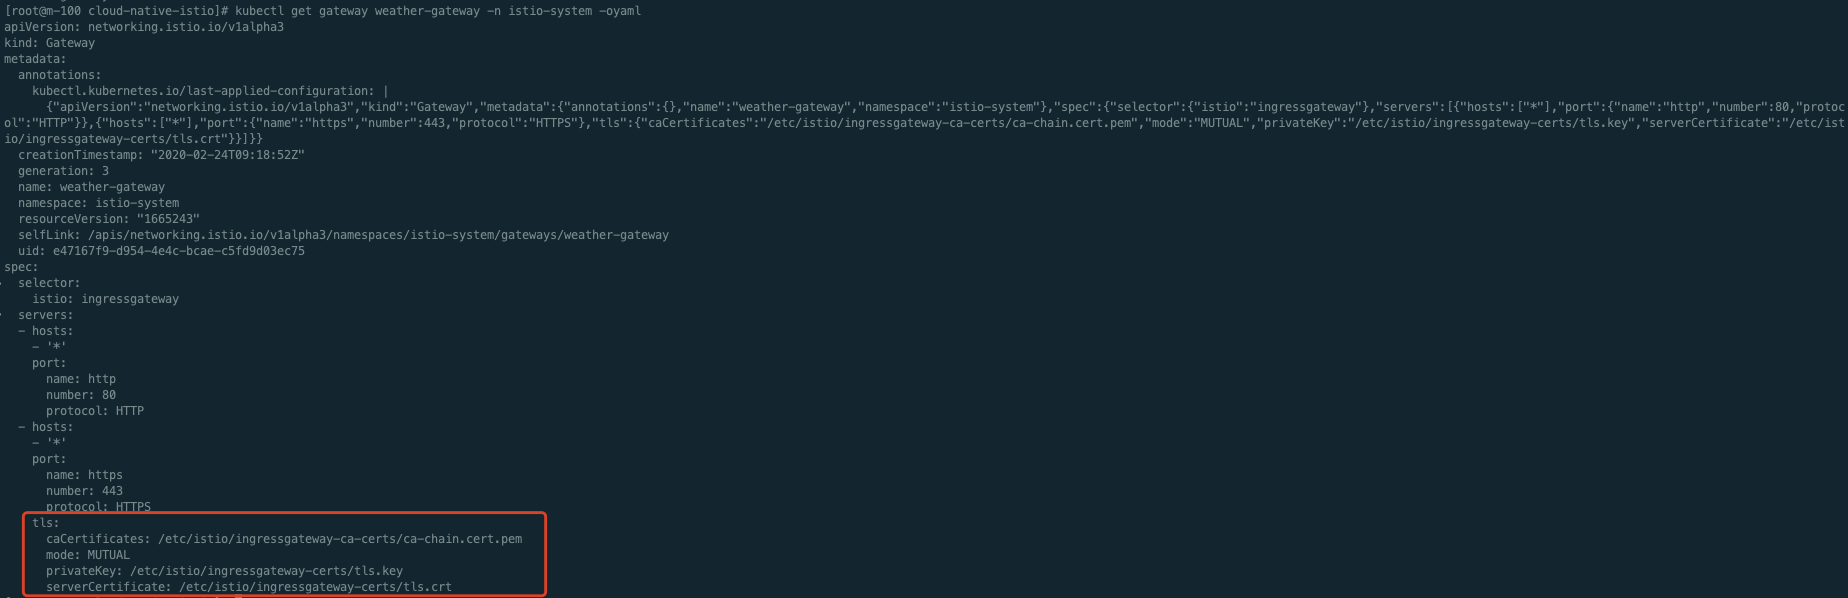 [root@m-100 cloud-native-istio]# kubectl get gateway weather-gateway -n istio-system -oyaml
apiVersion: networking.istio.io/v1alpha3
kind: Gateway
metadata:
  annotations:
    kubectl.kubernetes.io/last-applied-configuration: |
      {"apiVersion":"networking.istio.io/v1alpha3","kind":"Gateway","metadata":{"annotations":{},"name":"weather-gateway","namespace":"istio-system"},"spec":{"selector":{"istio":"ingressgateway"},"servers":[{"hosts":["*"],"port":{"name":"http","number":80,"protoc
ol":"HTTP"}},{"hosts":["*"],"port":{"name":"https","number":443,"protocol":"HTTPS"},"tls":{"caCertificates":"/etc/istio/ingressgateway-ca-certs/ca-chain.cert.pem","mode":"MUTUAL","privateKey":"/etc/istio/ingressgateway-certs/tls.key","serverCertificate":"/etc/ist
io/ingressgateway-certs/tls.crt"}}]}}
  creationTimestamp: "2020-02-24T09:18:52Z"
  generation: 3
  name: weather-gateway
  namespace: istio-system
  resourceVersion: "1665243"
  selfLink: /apis/networking.istio.io/v1alpha3/namespaces/istio-system/gateways/weather-gateway
  uid: e47167f9-d954-4e4c-bcae-c5fd9d03ec75
spec:
  selector:
    istio: ingressgateway
  servers:
  - hosts:
    - '*'
    port:
      name: http
      number: 80
      protocol: HTTP
  - hosts:
    - '*'
    port:
      name: https
      number: 443
      protocol: HTTPS
    tls:
      caCertificates: /etc/istio/ingressgateway-ca-certs/ca-chain.cert.pem
      mode: MUTUAL
      privateKey: /etc/istio/ingressgateway-certs/tls.key
      serverCertificate: /etc/istio/ingressgateway-certs/tls.crt